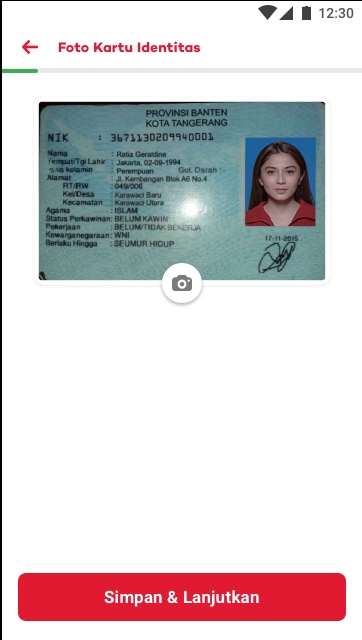 12:30
Foto Kartu Identitas
PROVINSI BANTEN
KOTA TANGERANG
NIK : 3671130209940001
Nama : Ratia Geraldine
Tempat/Tgl Lahir : Jakarta, 02-09-1994
kelamin : Perempuan Gol. Darah :
Alamat : Jl. Kembangan Blok A6 No.4
RT/RW : 049/006
Kel/Desa : Karawaci Baru
Kecamatan : Karawaci Utara
Agama : ISLAM
Status Perkawinan: BELUM KAWIN
Pekerjaan : BELUM/TIDAK BEKERJA
Kewarganegaraan: WNI
Berlaku Hingga : SEUMUR HIDUP
17-11-2015
Simpan & Lanjutkan